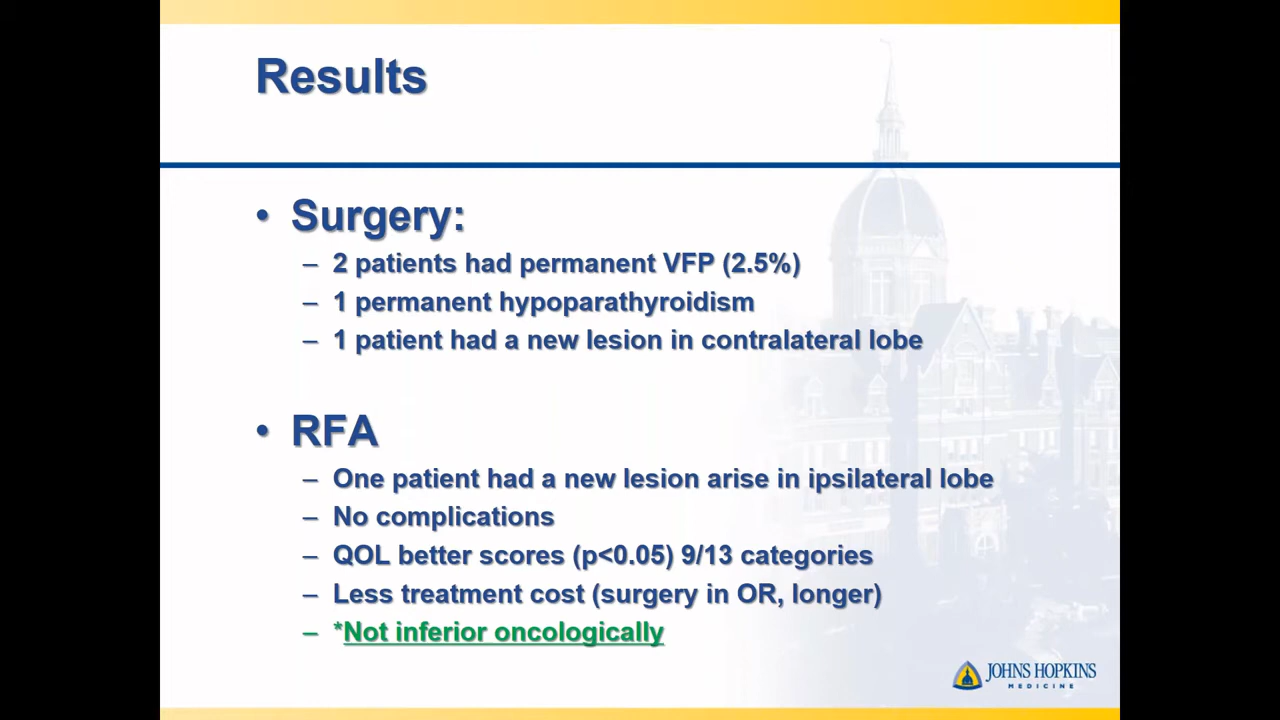 Results
• Surgery:
– 2 patients had permanent VFP (2.5%)
– 1 permanent hypoparathyroidism
– 1 patient had a new lesion in contralateral lobe
• RFA
– One patient had a new lesion arise in ipsilateral lobe
– No complications
– QOL better scores (p<0.05) 9/13 categories
– Less treatment cost (surgery in OR, longer)
– *Not inferior oncologically
JOHNS HOPKINS
MEDICINE